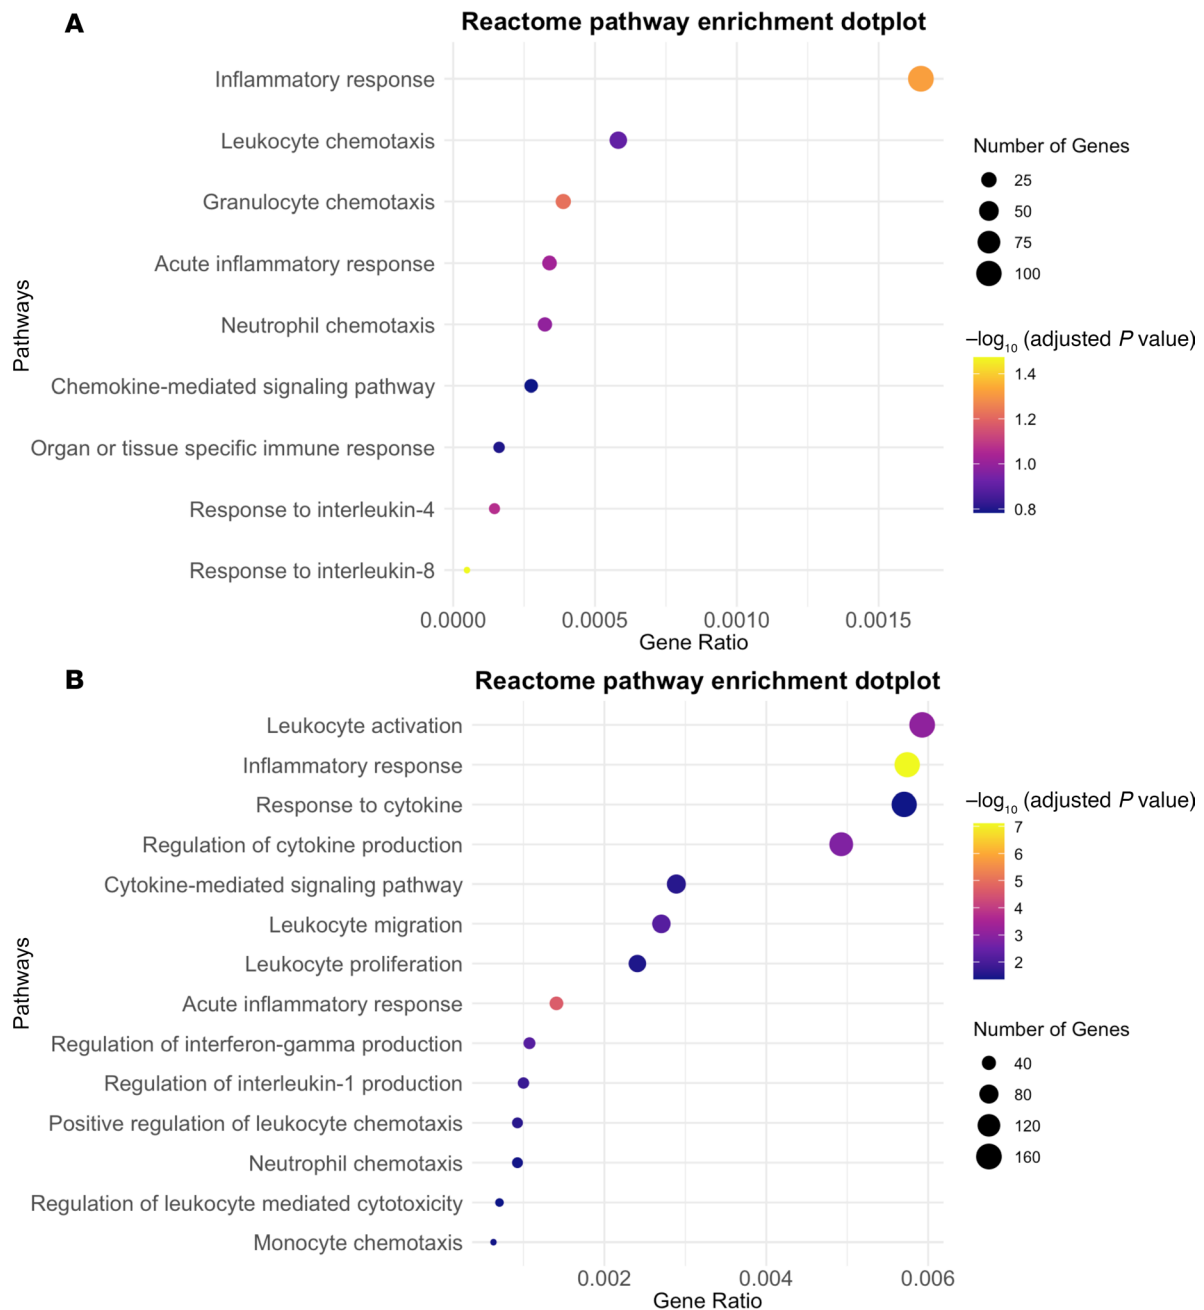 A
Reactome pathway enrichment dotplot
Pathways
Inflammatory response
Leukocyte chemotaxis
Granulocyte chemotaxis
Acute inflammatory response
Neutrophil chemotaxis
Chemokine-mediated signaling pathway
Organ or tissue specific immune response
Response to interleukin-4
Response to interleukin-8
0.0000 0.0005 0.0010 0.0015
Gene Ratio
Number of Genes
25
50
75
100
–log10 (adjusted P value)
1.4
1.2
1.0
0.8
B
Reactome pathway enrichment dotplot
Pathways
Leukocyte activation
Inflammatory response
Response to cytokine
Regulation of cytokine production
Cytokine-mediated signaling pathway
Leukocyte migration
Leukocyte proliferation
Acute inflammatory response
Regulation of interferon-gamma production
Regulation of interleukin-1 production
Positive regulation of leukocyte chemotaxis
Neutrophil chemotaxis
Regulation of leukocyte mediated cytotoxicity
Monocyte chemotaxis
0.002 0.004 0.006
Gene Ratio
–log10 (adjusted P value)
7
6
5
4
3
2
Number of Genes
40
80
120
160